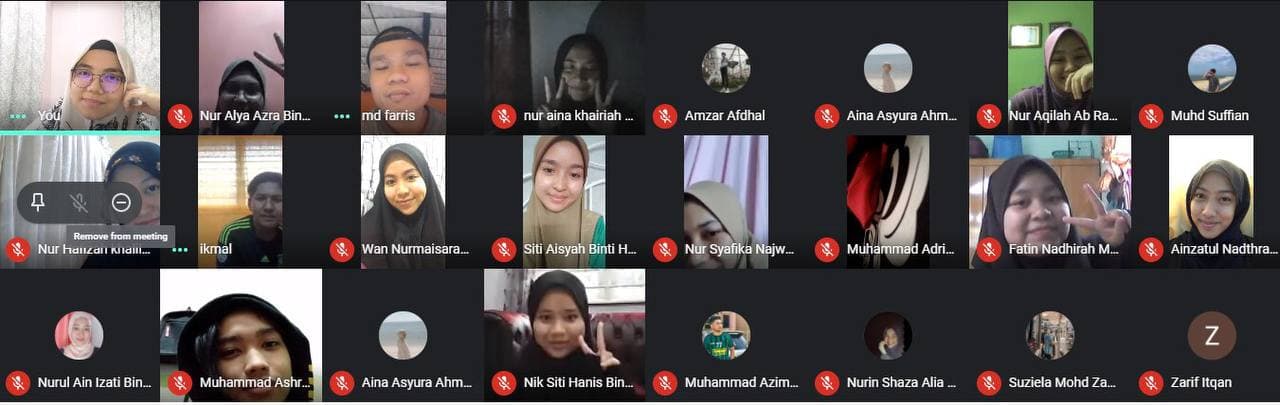 You
Nur Alya Azra Bin...
md farris
nur aina khairiah ...
Amzar Afdhal
Aina Asyura Ahm...
Nur Aqilah Ab Ra...
Muhd Suffian
Remove from meeting
Nur Hanzan Khain...
ikmal
Wan Nurmaisara...
Siti Aisyah Binti H...
Nur Syafika Najw...
Muhammad Adri...
Fatin Nadhirah M...
Ainzatul Nadthra...
Nurul Ain Izati Bin...
Muhammad Ashr...
Aina Asyura Ahm...
Nik Siti Hanis Bin...
Muhammad Azim...
Nurin Shaza Alia ...
Suziela Mohd Za...
Z
Zarif Itqan